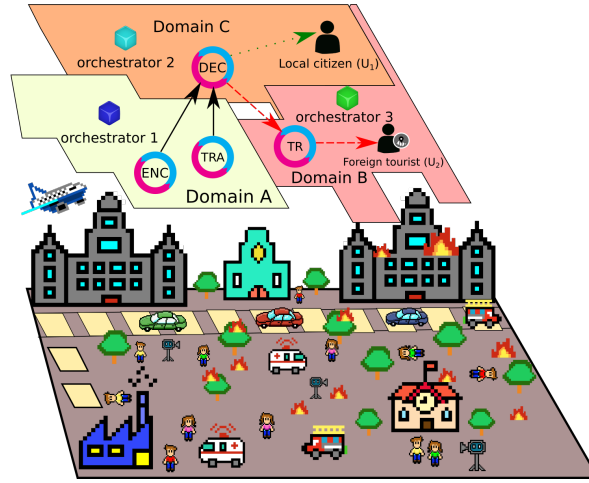 Domain C
orchestrator 2
DEC
Local citizen (U1)
orchestrator 3
orchestrator 1
TR
TRA
ENC
Foreign tourist (U2)
Domain B
Domain A